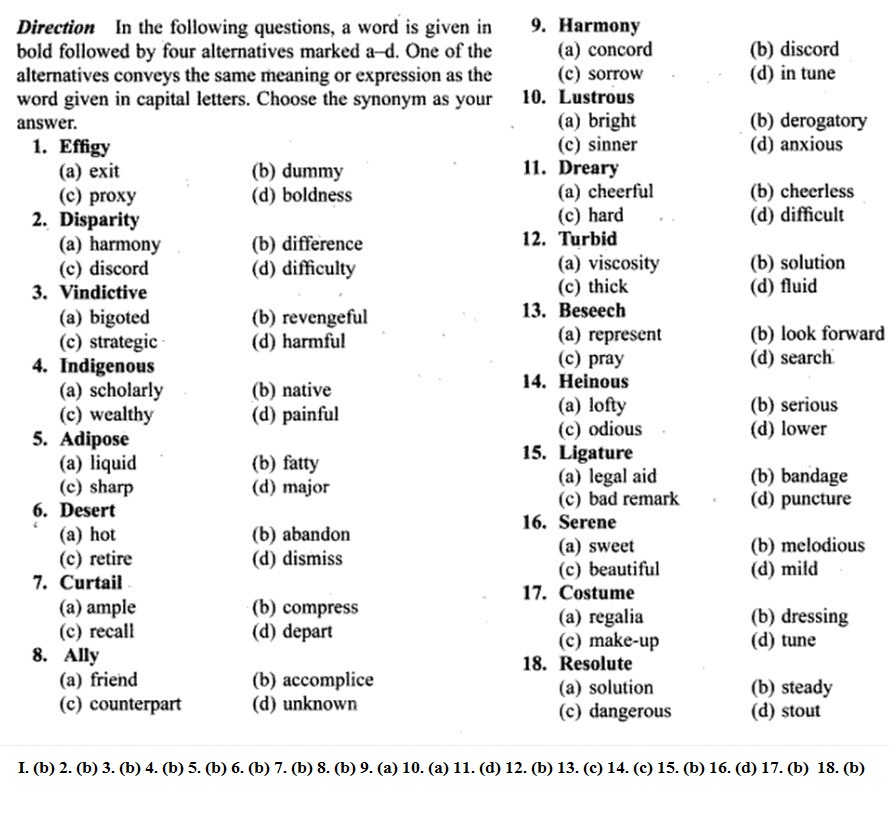 Direction In the following questions, a word is given in
bold followed by four alternatives marked a–d. One of the
alternatives conveys the same meaning or expression as the
word given in capital letters. Choose the synonym as your
answer.
1. Effigy
(a) exit (b) dummy
(c) proxy (d) boldness
2. Disparity
(a) harmony (b) difference
(c) discord (d) difficulty
3. Vindictive
(a) bigoted (b) revengeful
(c) strategic (d) harmful
4. Indigenous
(a) scholarly (b) native
(c) wealthy (d) painful
5. Adipose
(a) liquid (b) fatty
(c) sharp (d) major
6. Desert
(a) hot (b) abandon
(c) retire (d) dismiss
7. Curtail
(a) ample (b) compress
(c) recall (d) depart
8. Ally
(a) friend (b) accomplice
(c) counterpart (d) unknown
9. Harmony
(a) concord (b) discord
(c) sorrow (d) in tune
10. Lustrous
(a) bright (b) derogatory
(c) sinner (d) anxious
11. Dreary
(a) cheerful (b) cheerless
(c) hard (d) difficult
12. Turbid
(a) viscosity (b) solution
(c) thick (d) fluid
13. Beseech
(a) represent (b) look forward
(c) pray (d) search
14. Heinous
(a) lofty (b) serious
(c) odious (d) lower
15. Ligature
(a) legal aid (b) bandage
(c) bad remark (d) puncture
16. Serene
(a) sweet (b) melodious
(c) beautiful (d) mild
17. Costume
(a) regalia (b) dressing
(c) make-up (d) tune
18. Resolute
(a) solution (b) steady
(c) dangerous (d) stout
I. (b) 2. (b) 3. (b) 4. (b) 5. (b) 6. (b) 7. (b) 8. (b) 9. (a) 10. (a) 11. (d) 12. (b) 13. (c) 14. (c) 15. (b) 16. (d) 17. (b) 18. (b)